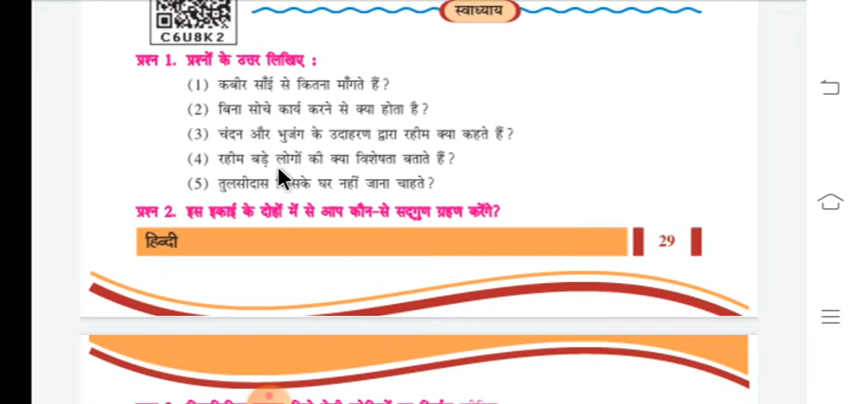 स्वाध्याय
C6U8K2
प्रश्न 1. प्रश्नों के उत्तर लिखिए :
(1) कबीर साँई से कितना माँगते हैं?
(2) बिना सोचे कार्य करने से क्या होता है?
(3) चंदन और भुजंग के उदाहरण द्वारा रहीम क्या कहते हैं?
(4) रहीम बड़े लोगों की क्या विशेषता बताते हैं?
(5) तुलसीदास घर नहीं जाना चाहते?
प्रश्न 2. इस इकाई के दोहों में से आप कौन-से सद्गुण ग्रहण करेंगे?
हिन्दी
29